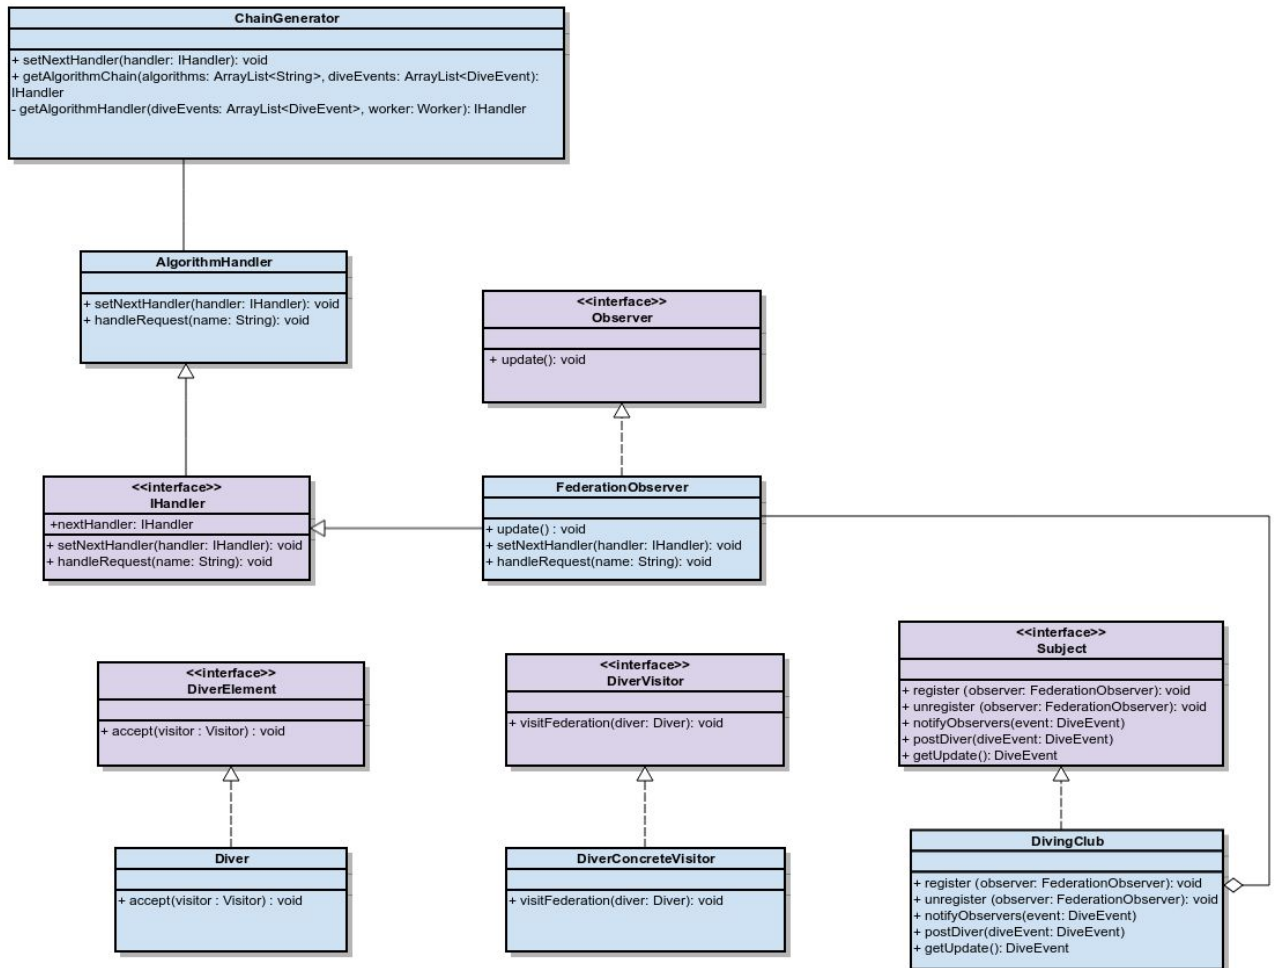 ChainGenerator
+ setNextHandler(handler: IHandler): void
+ getAlgorithmChain(algorithms: ArrayList<String>, diveEvents: ArrayList<DiveEvent):
IHandler
- getAlgorithmHandler(diveEvents: ArrayList<DiveEvent>, worker: Worker): IHandler
AlgorithmHandler
+ setNextHandler(handler: IHandler): void
+ handleRequest(name: String): void
<<interface>>
Observer
+ update(): void
<<interface>>
IHandler
+nextHandler: IHandler
+ setNextHandler(handler: IHandler): void
+ handleRequest(name: String): void
FederationObserver
+ update() : void
+ setNextHandler(handler: IHandler): void
+ handleRequest(name: String): void
<<interface>>
DiverElement
+ accept(visitor : Visitor) : void
<<interface>>
DiverVisitor
+ visitFederation(diver: Diver): void
<<interface>>
Subject
+ register (observer: FederationObserver): void
+ unregister (observer: FederationObserver): void
+ notifyObservers(event: DiveEvent)
+ postDiver(diveEvent: DiveEvent)
+ getUpdate(): DiveEvent
Diver
+ accept(visitor : Visitor) : void
DiverConcreteVisitor
+ visitFederation(diver: Diver): void
DivingClub
+ register (observer: FederationObserver): void
+ unregister (observer: FederationObserver): void
+ notifyObservers(event: DiveEvent)
+ postDiver(diveEvent: DiveEvent)
+ getUpdate(): DiveEvent